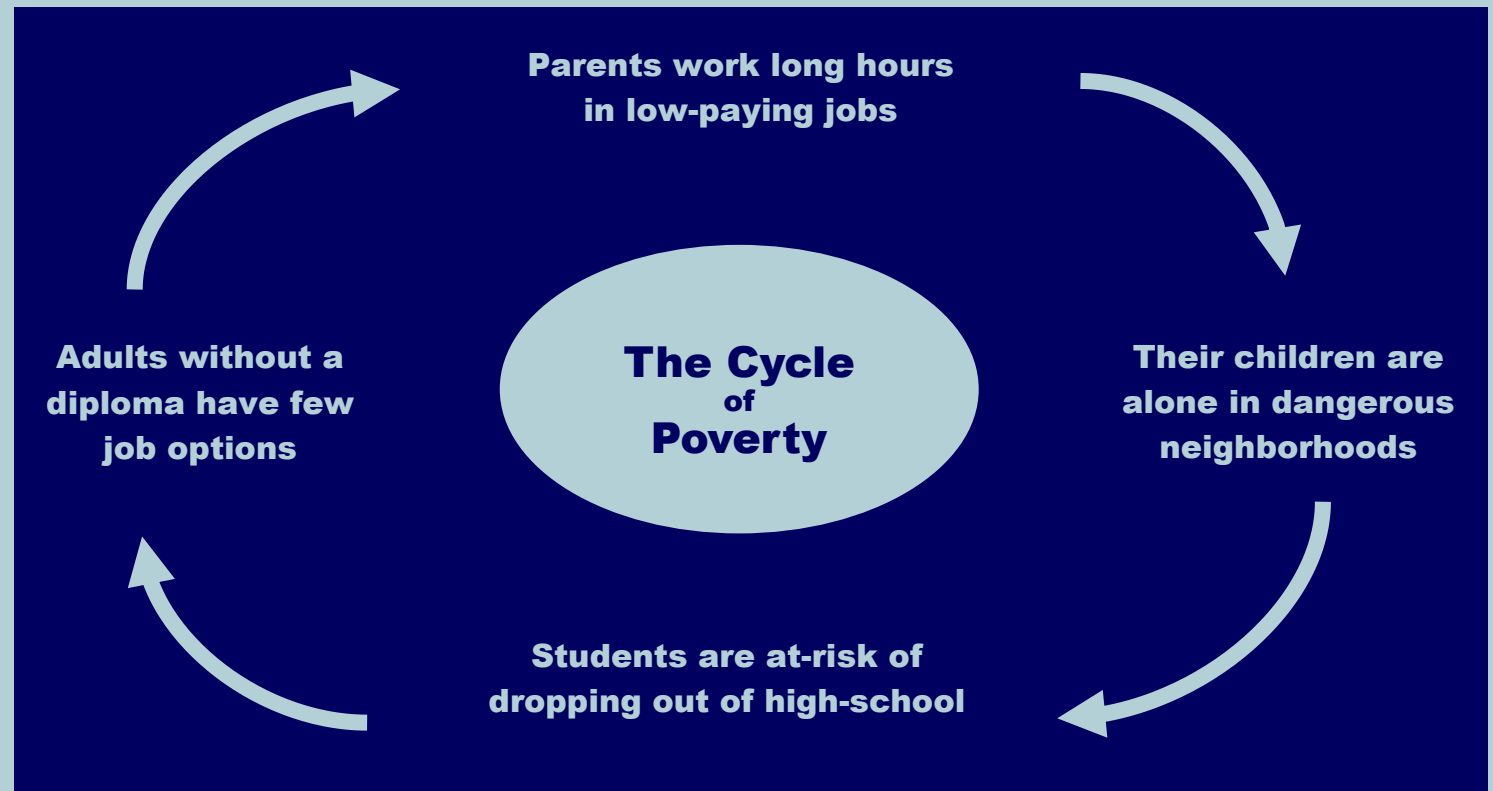 Parents work long hours
in low-paying jobs
Their children are
alone in dangerous
neighborhoods
Students are at-risk of
dropping out of high-school
Adults without a
diploma have few
job options
The Cycle
of
Poverty